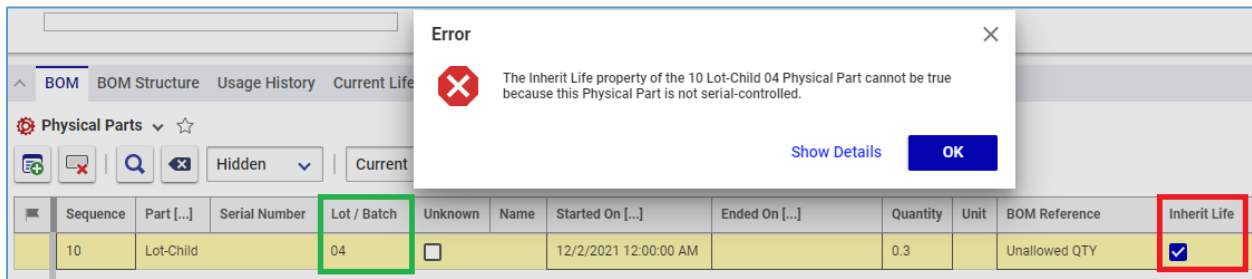 Error
The Inherit Life property of the 10 Lot-Child 04 Physical Part cannot be true
because this Physical Part is not serial-controlled.
Show Details OK
BOM BOM Structure Usage History Current Life
Physical Parts
Hidden Current
Sequence Part [...] Serial Number Lot / Batch Unknown Name Started On [...] Ended On [...] Quantity Unit BOM Reference Inherit Life
10 Lot-Child 04 12/2/2021 12:00:00 AM 0.3 Unallowed QTY